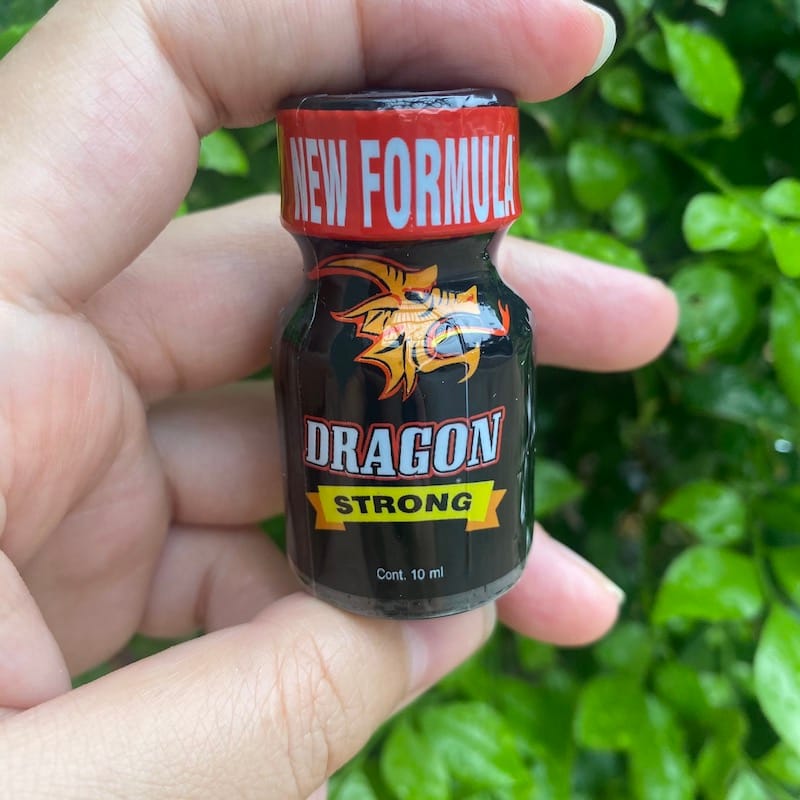 NEW FORMULA
DRAGON
STRONG
Cont. 10 ml